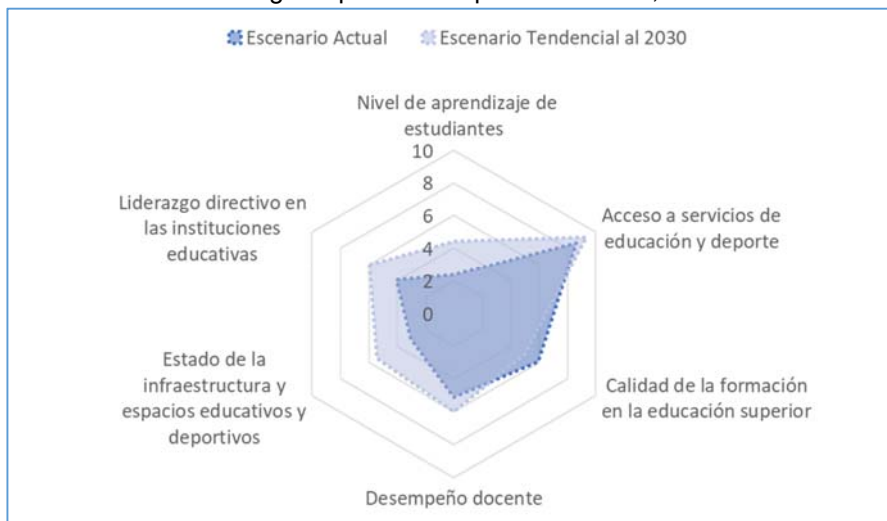 Escenario Actual Escenario Tendencial al 2030
Nivel de aprendizaje de
estudiantes
10
8
6
4
2
0
Acceso a servicios de
educación y deporte
Calidad de la formación
en la educación superior
Desempeño docente
Estado de la
infraestructura y
espacios educativos y
deportivos
Liderazgo directivo en
las instituciones
educativas